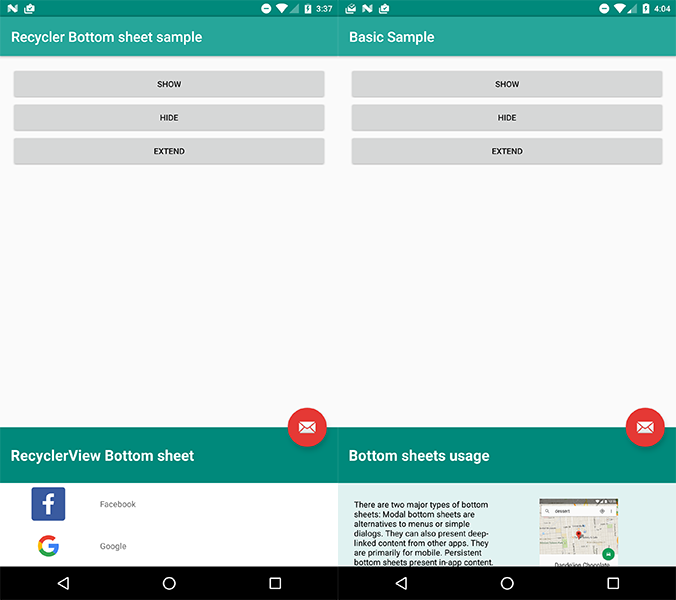 3:37
Recycler Bottom sheet sample
SHOW
HIDE
EXTEND
RecyclerView Bottom sheet
Facebook
Google
4:04
Basic Sample
SHOW
HIDE
EXTEND
Bottom sheets usage
There are two major types of bottom
sheets: Modal bottom sheets are
alternatives to menus or simple
dialogs. They can also present deep-
linked content from other apps. They
are primarily for mobile. Persistent
bottom sheets present in-app content.
dessert
Dandelion Chocolate